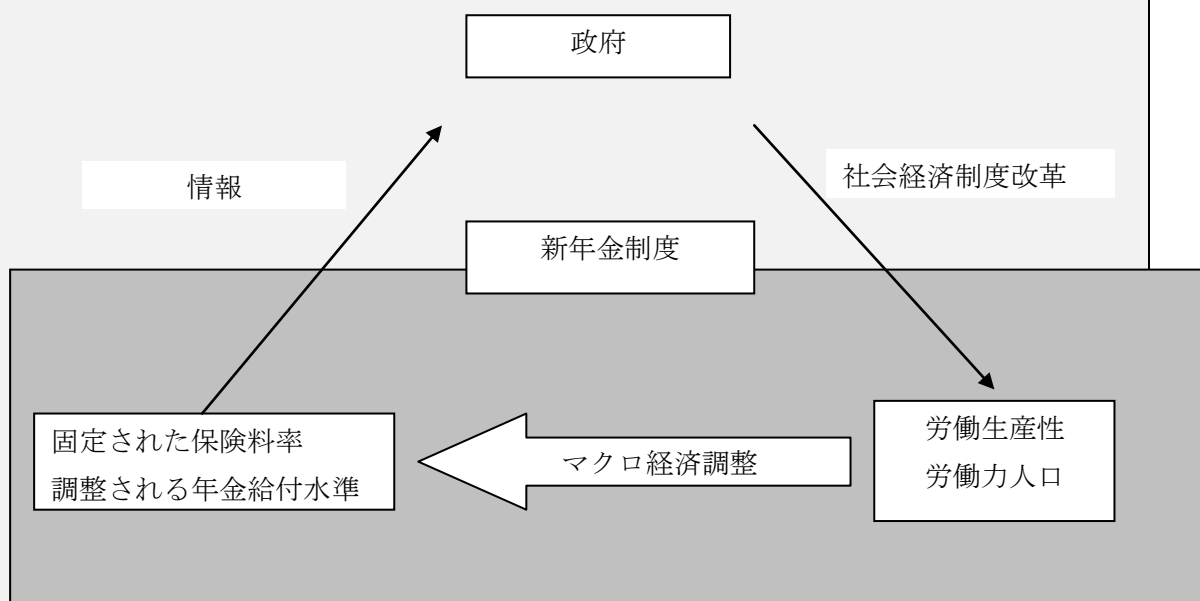 政府
情報
社会経済制度改革
新年金制度
固定された保険料率
調整される年金給付水準
マクロ経済調整
労働生産性
労働力人口